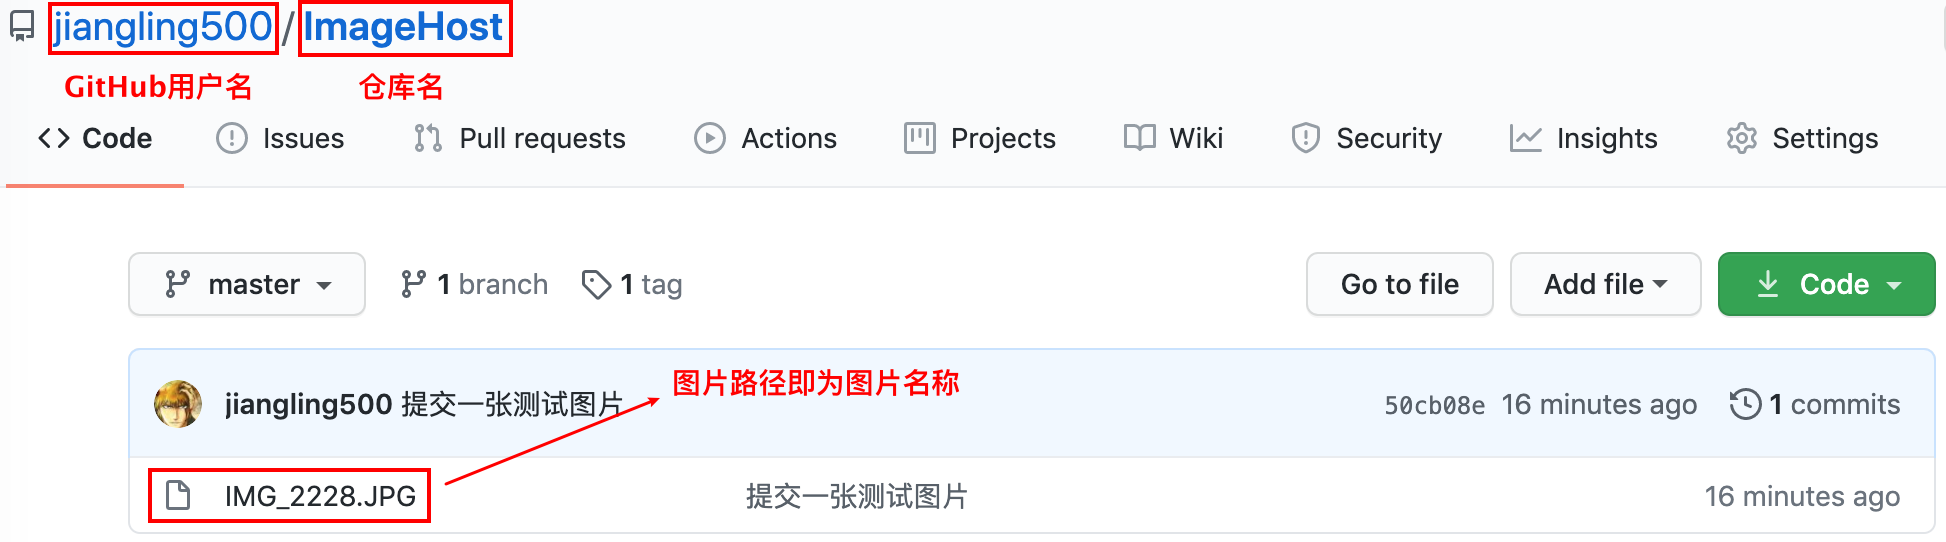 jiangling500/ImageHost
GitHub用户名 仓库名
Code Issues Pull requests Actions Projects Wiki Security Insights Settings
master 1 branch 1 tag Go to file Add file Code
图片路径即为图片名称
jiangling500 提交一张测试图片 50cb08e 16 minutes ago 1 commits
IMG_2228.JPG 提交一张测试图片 16 minutes ago